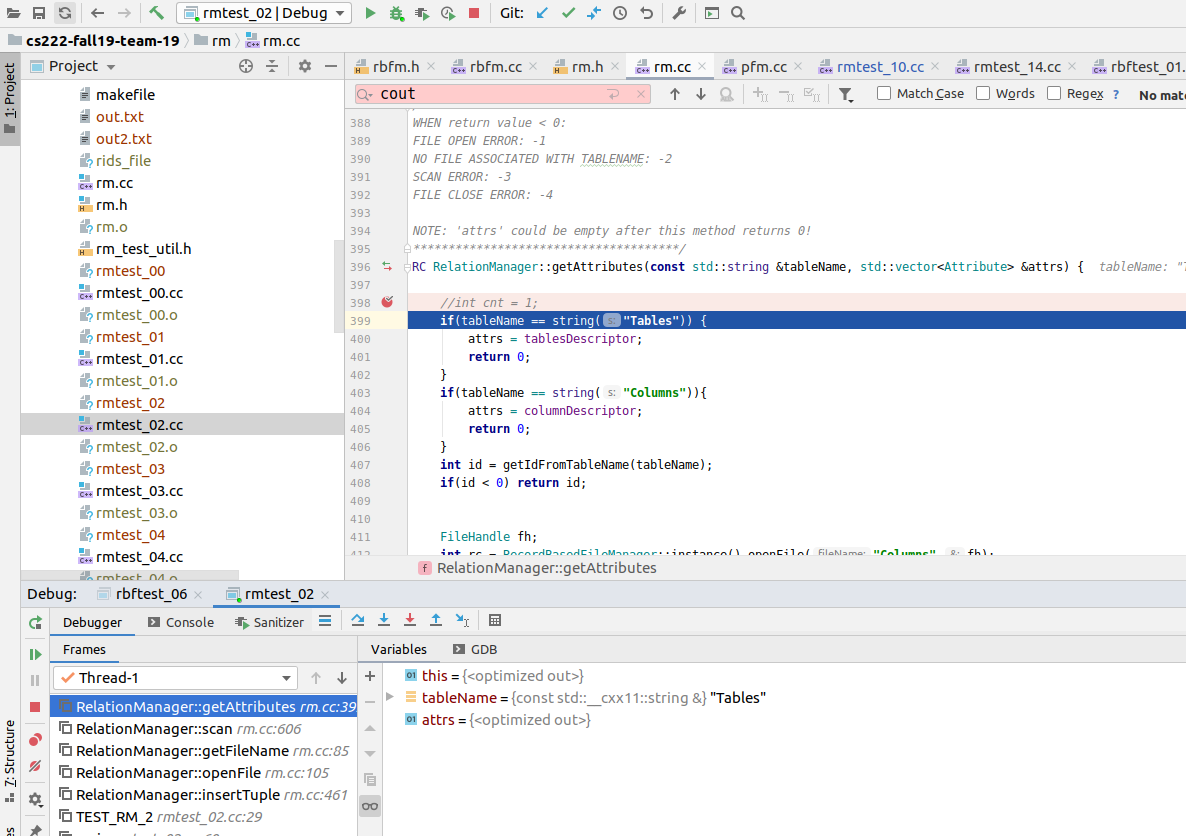 rmtest_02 | Debug
Git:
cs222-fall19-team-19
rm
rm.cc
1: Project
Project
rbfm.h
rbfm.cc
rm.h
rm.cc
pfm.cc
rmtest_10.cc
rmtest_14.cc
rbftest_01.
cout
Match Case
Words
Regex
?
No mat
makefile
out.txt
out2.txt
rids_file
rm.cc
rm.h
rm.o
rm_test_util.h
rmtest_00
rmtest_00.cc
rmtest_00.o
rmtest_01
rmtest_01.cc
rmtest_01.o
rmtest_02
rmtest_02.cc
rmtest_02.o
rmtest_03
rmtest_03.cc
rmtest_03.o
rmtest_04
rmtest_04.cc
rmtest_04.o
388 WHEN return value < 0:
389 FILE OPEN ERROR: -1
390 NO FILE ASSOCIATED WITH TABLENAME: -2
391 SCAN ERROR: -3
392 FILE CLOSE ERROR: -4
393
394 NOTE: 'attrs' could be empty after this method returns 0!
395 **************************************/
396 RC RelationManager::getAttributes(const std::string &tableName, std::vector<Attribute> &attrs) { tableName: "T
397
398 //int cnt = 1;
399 if(tableName == string( s: "Tables")) {
400 attrs = tablesDescriptor;
401 return 0;
402 }
403 if(tableName == string( s: "Columns")){
404 attrs = columnDescriptor;
405 return 0;
406 }
407 int id = getIdFromTableName(tableName);
408 if(id < 0) return id;
409
410
411 FileHandle fh;
412 int rc = RecordBasedFileManager::instance().openFile( fileName: "Columns", &: fh);
f RelationManager::getAttributes
Debug:
rbftest_06
rmtest_02
Debugger
Console
Sanitizer
Frames
Variables
GDB
Thread-1
RelationManager::getAttributes rm.cc:39
RelationManager::scan rm.cc:606
RelationManager::getFileName rm.cc:85
RelationManager::openFile rm.cc:105
RelationManager::insertTuple rm.cc:461
TEST_RM_2 rmtest_02.cc:29
this = {<optimized out>}
tableName = {const std::__cxx11::string &} "Tables"
attrs = {<optimized out>}
7: Structure